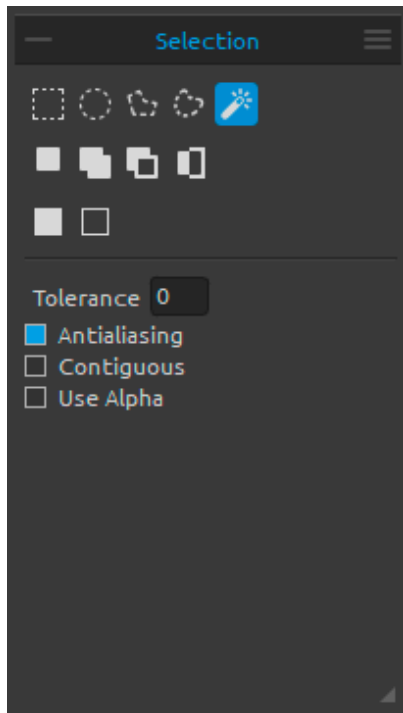 Selection
Tolerance 0
Antialiasing
Contiguous
Use Alpha